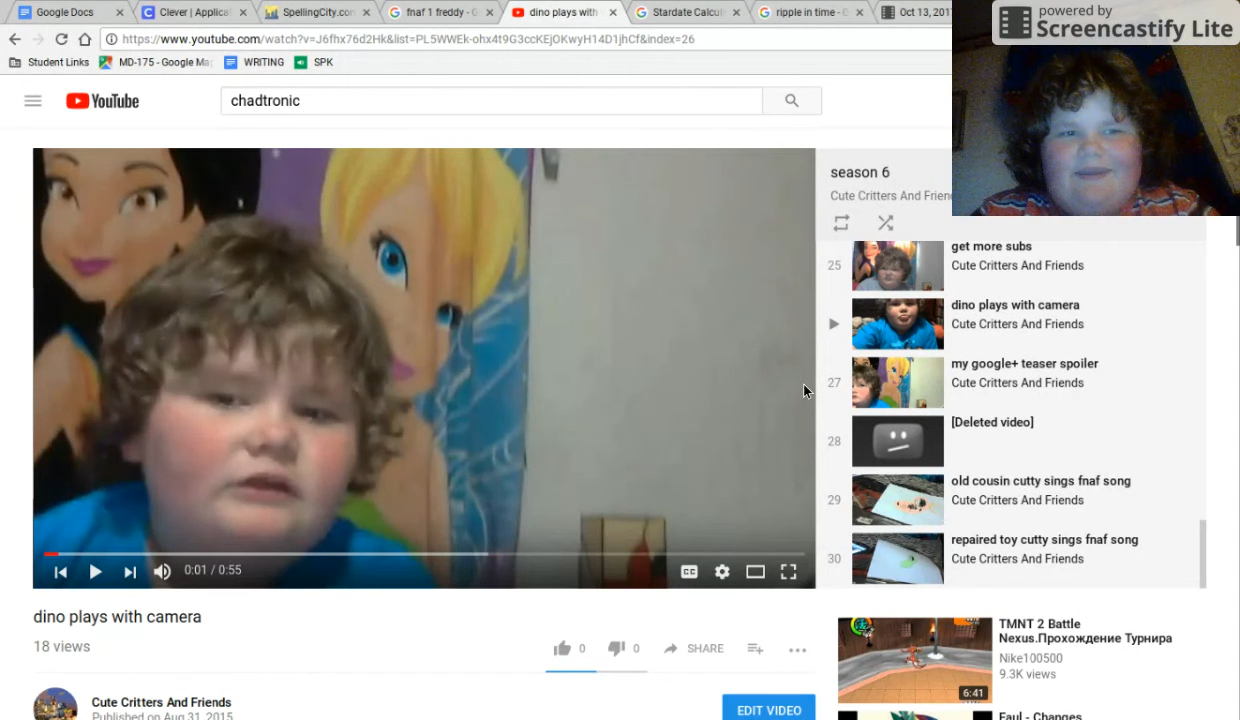 Google Docs
Clever | Applica
SpellingCity.co
fnaf 1 freddy - G
dino plays with
Stardate Calcu
ripple in time - G
Oct 13, 201
powered by
Screencastify Lite
https://www.youtube.com/watch?v=J6fhx76d2Hk&list=PL5WWEk-ohx4t9G3ccKEjOKwyH14D1jhCf&index=26
Student Links
MD-175 - Google Ma
WRITING
SPK
YouTube
chadtronic
season 6
Cute Critters And Frien
25
get more subs
Cute Critters And Friends
dino plays with camera
Cute Critters And Friends
27
my google+ teaser spoiler
Cute Critters And Friends
28
[Deleted video]
29
old cousin cutty sings fnaf song
Cute Critters And Friends
30
repaired toy cutty sings fnaf song
Cute Critters And Friends
0:01 / 0:55
CC
dino plays with camera
18 views
0
0
SHARE
Cute Critters And Friends
Published on Aug 31, 2015
EDIT VIDEO
TMNT 2 Battle
Nexus.Прохождение Турнира
Nike100500
9.3K views
6:41
Faul - Changes